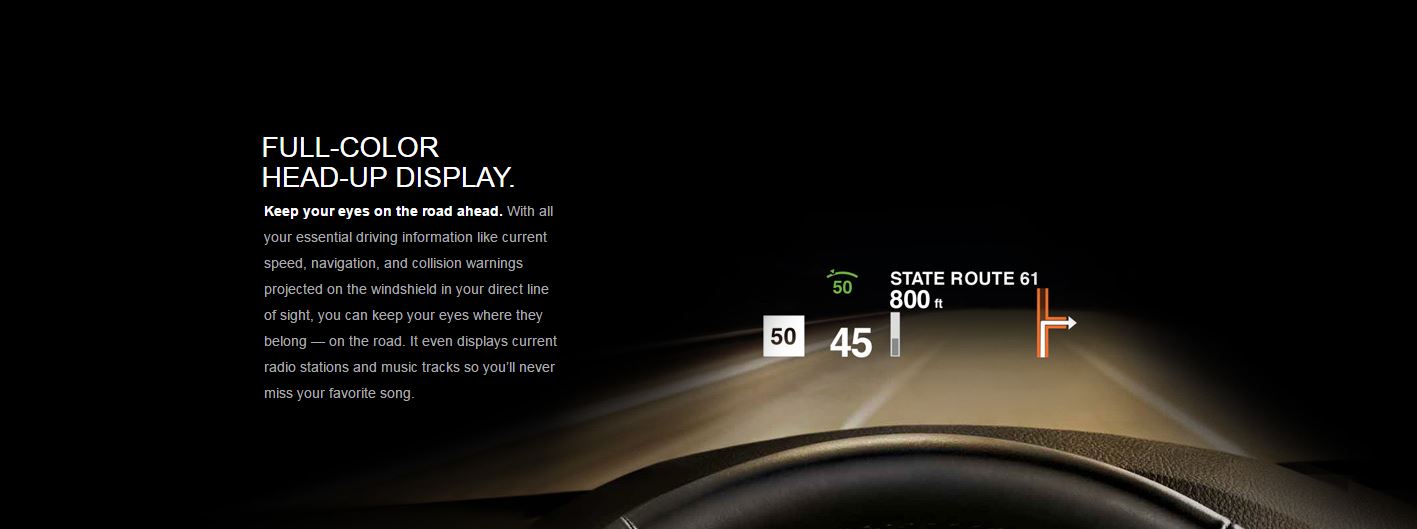 FULL-COLOR
HEAD-UP DISPLAY.
Keep your eyes on the road ahead. With all
your essential driving information like current
speed, navigation, and collision warnings
projected on the windshield in your direct line
of sight, you can keep your eyes where they
belong — on the road. It even displays current
radio stations and music tracks so you'll never
miss your favorite song.
50
50
45
STATE ROUTE 61
800 ft